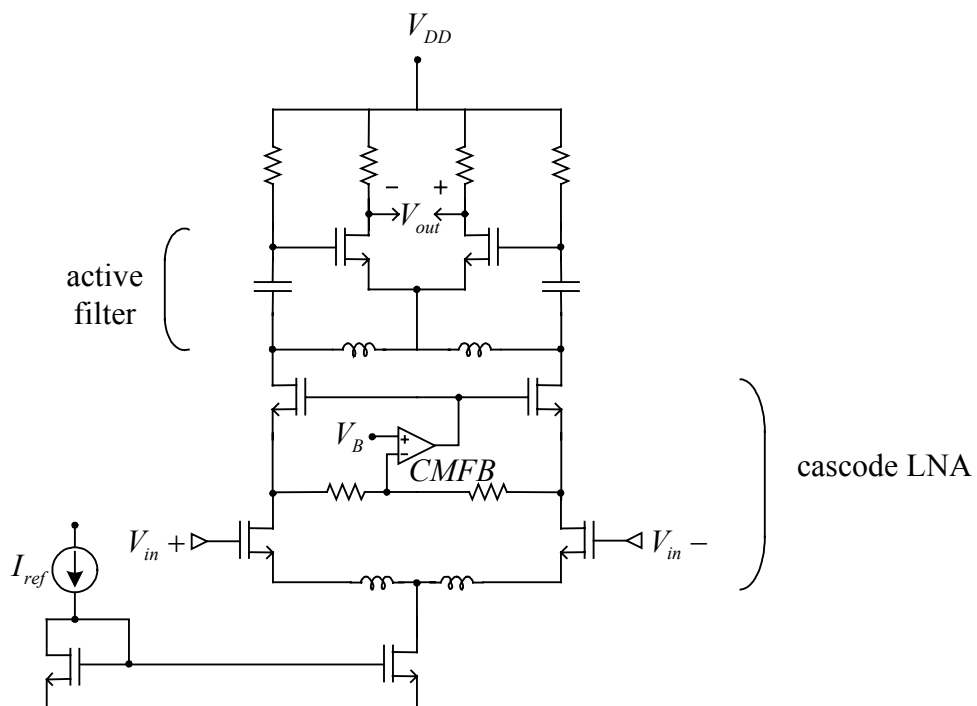 V_DD
- +
V_out
active
filter
V_B
+
-
CMFB
cascode LNA
V_in +
V_in −
I_ref